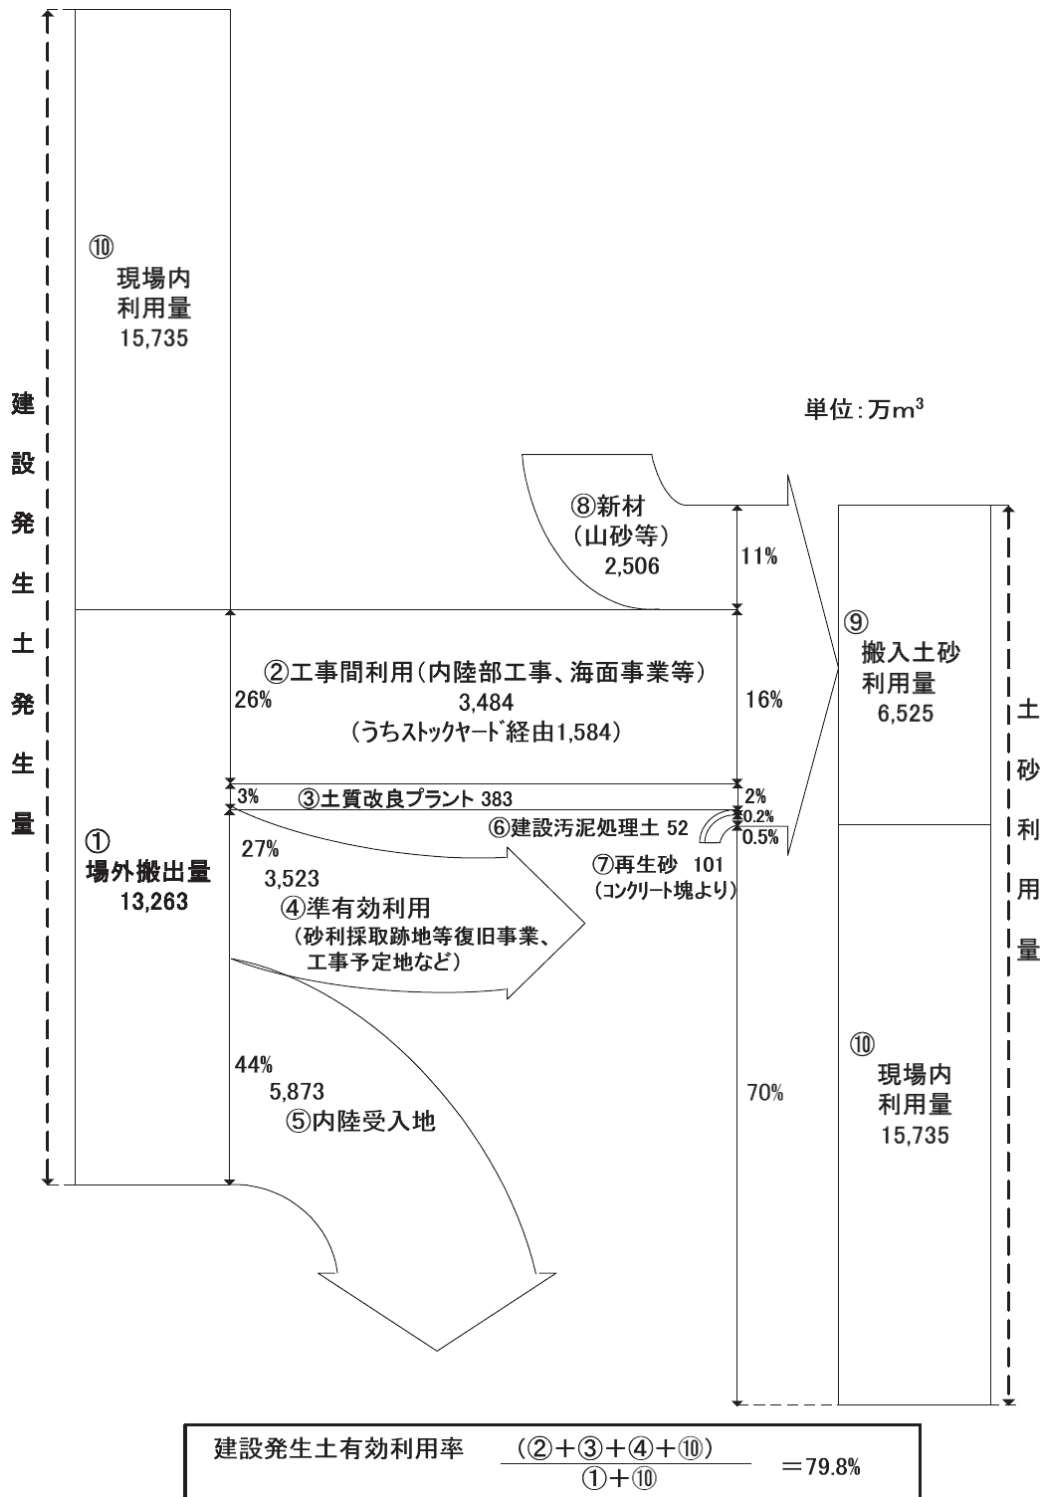 建設発生土発生量
⑩
現場内
利用量
15,735
単位：万m³
⑧新材
（山砂等）
2,506
11%
②工事間利用（内陸部工事、海面事業等）
3,484
（うちストックヤード経由1,584）
26%
16%
⑨
搬入土砂
利用量
6,525
土砂利用量
3%
③土質改良プラント 383
2%
⑥建設汚泥処理土 52
0.2%
⑦再生砂 101
（コンクリート塊より）
0.5%
①
場外搬出量
13,263
27%
3,523
④準有効利用
（砂利採取跡地等復旧事業、
工事予定地など）
44%
5,873
⑤内陸受入地
70%
⑩
現場内
利用量
15,735
建設発生土有効利用率
（②＋③＋④＋⑩）
①＋⑩
＝79.8%